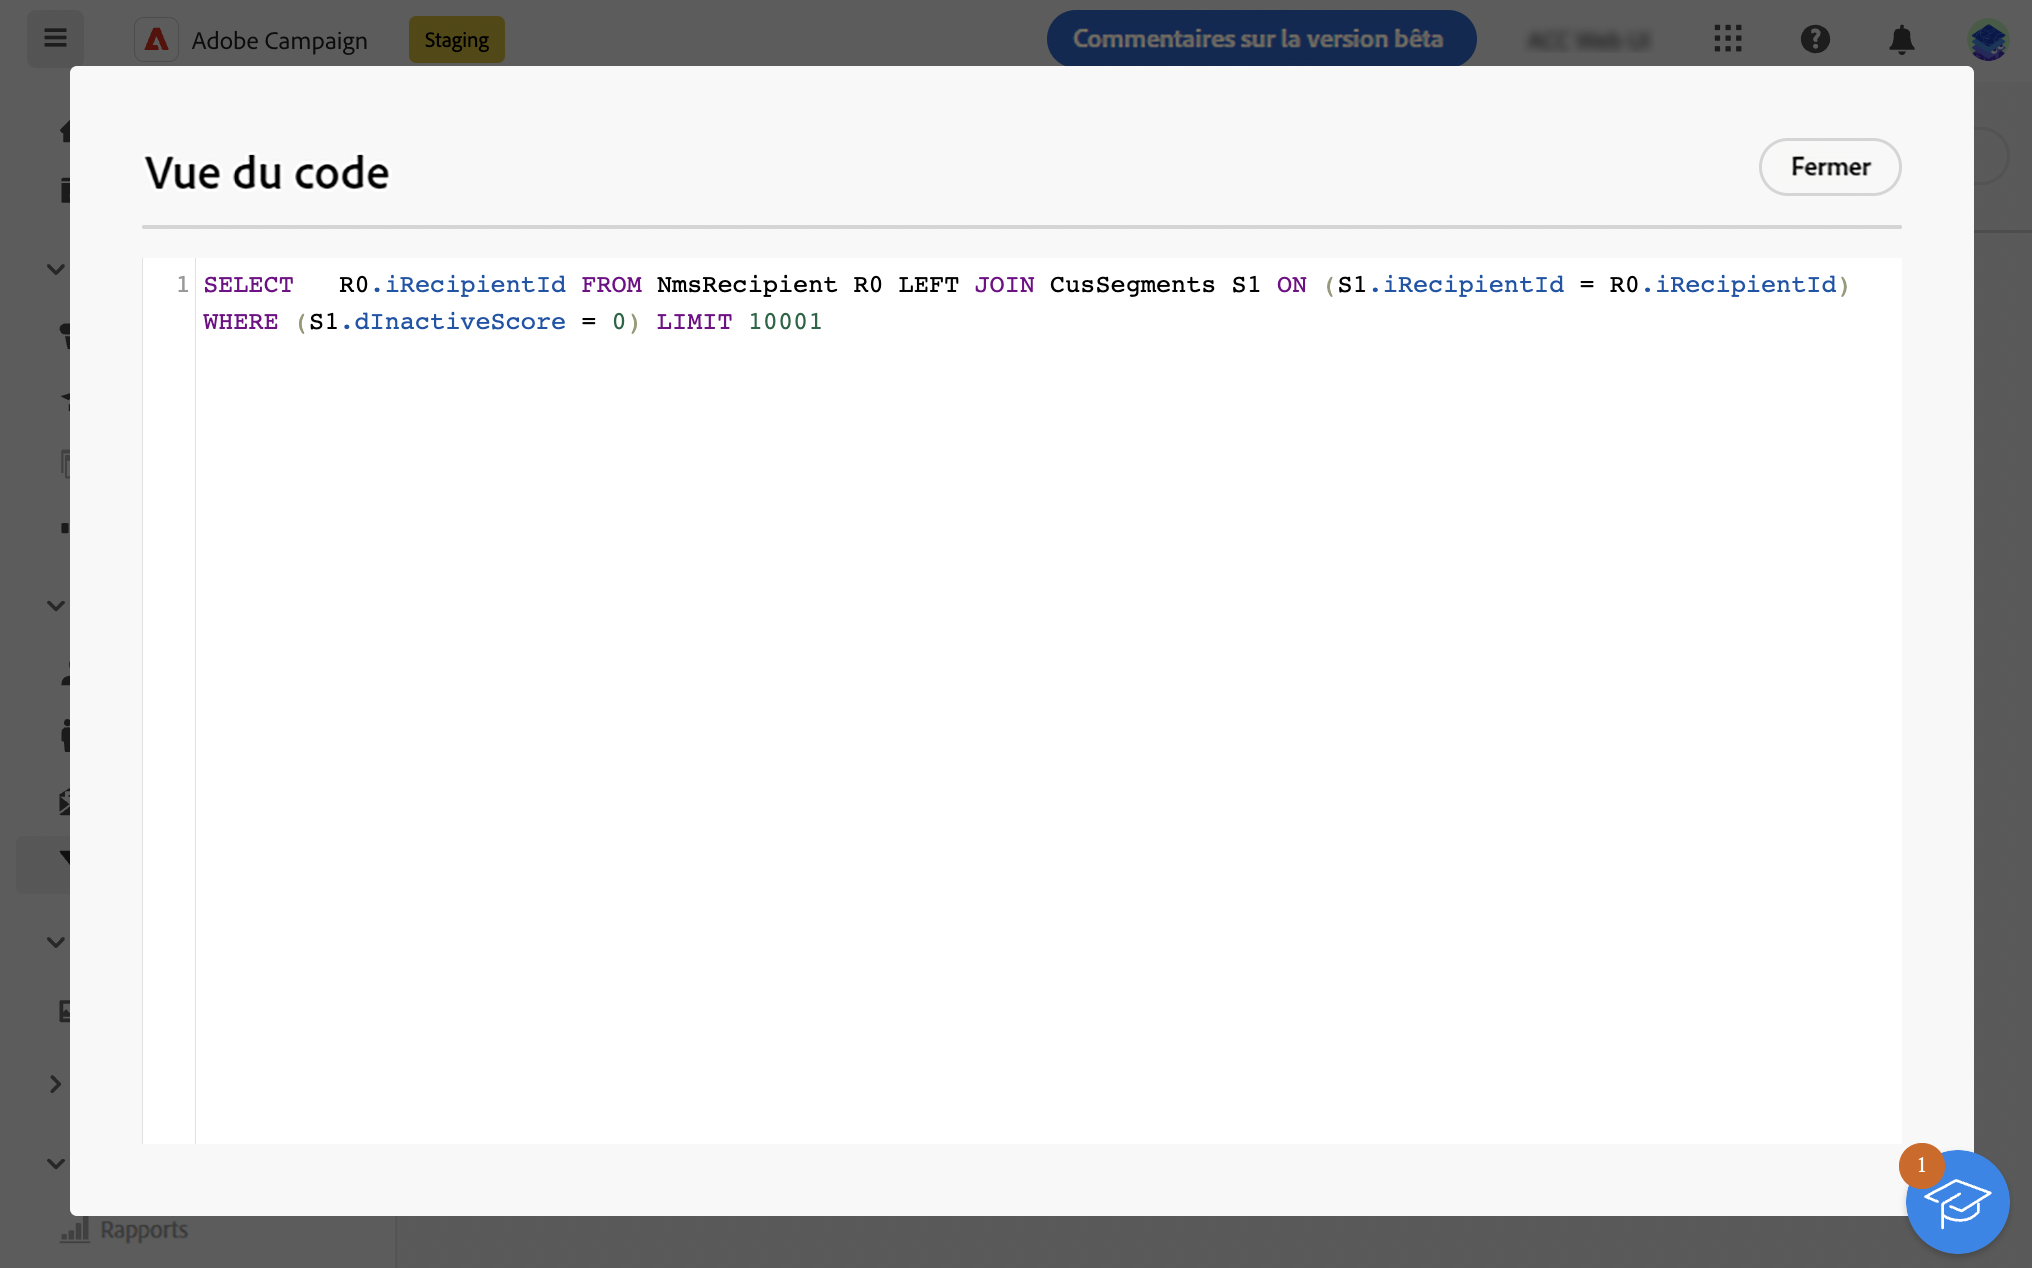 Adobe Campaign
Staging
Commentaires sur la version bêta
Vue du code
Fermer
1 SELECT   R0.iRecipientId FROM NmsRecipient R0 LEFT JOIN CusSegments S1 ON (S1.iRecipientId = R0.iRecipientId)
WHERE (S1.dInactiveScore = 0) LIMIT 10001
1
Rapports